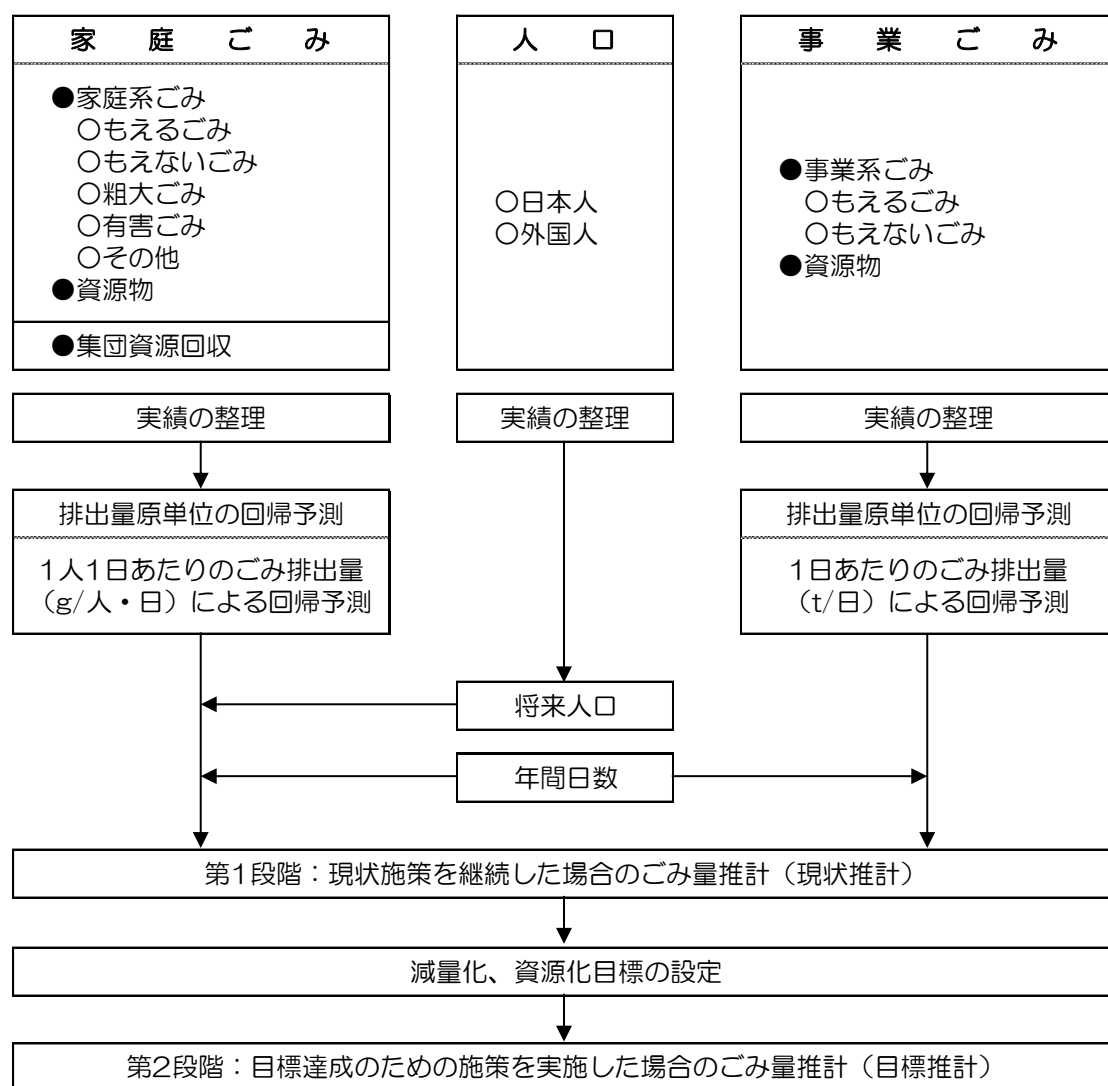 家庭ごみ
●家庭系ごみ
○もえるごみ
○もえないごみ
○粗大ごみ
○有害ごみ
○その他
●資源物
●集団資源回収
人口
○日本人
○外国人
事業ごみ
●事業系ごみ
○もえるごみ
○もえないごみ
●資源物
実績の整理
実績の整理
実績の整理
排出量原単位の回帰予測
1人1日あたりのごみ排出量
（g/人・日）による回帰予測
排出量原単位の回帰予測
1日あたりのごみ排出量
（t/日）による回帰予測
将来人口
年間日数
第1段階：現状施策を継続した場合のごみ量推計（現状推計）
減量化、資源化目標の設定
第2段階：目標達成のための施策を実施した場合のごみ量推計（目標推計）